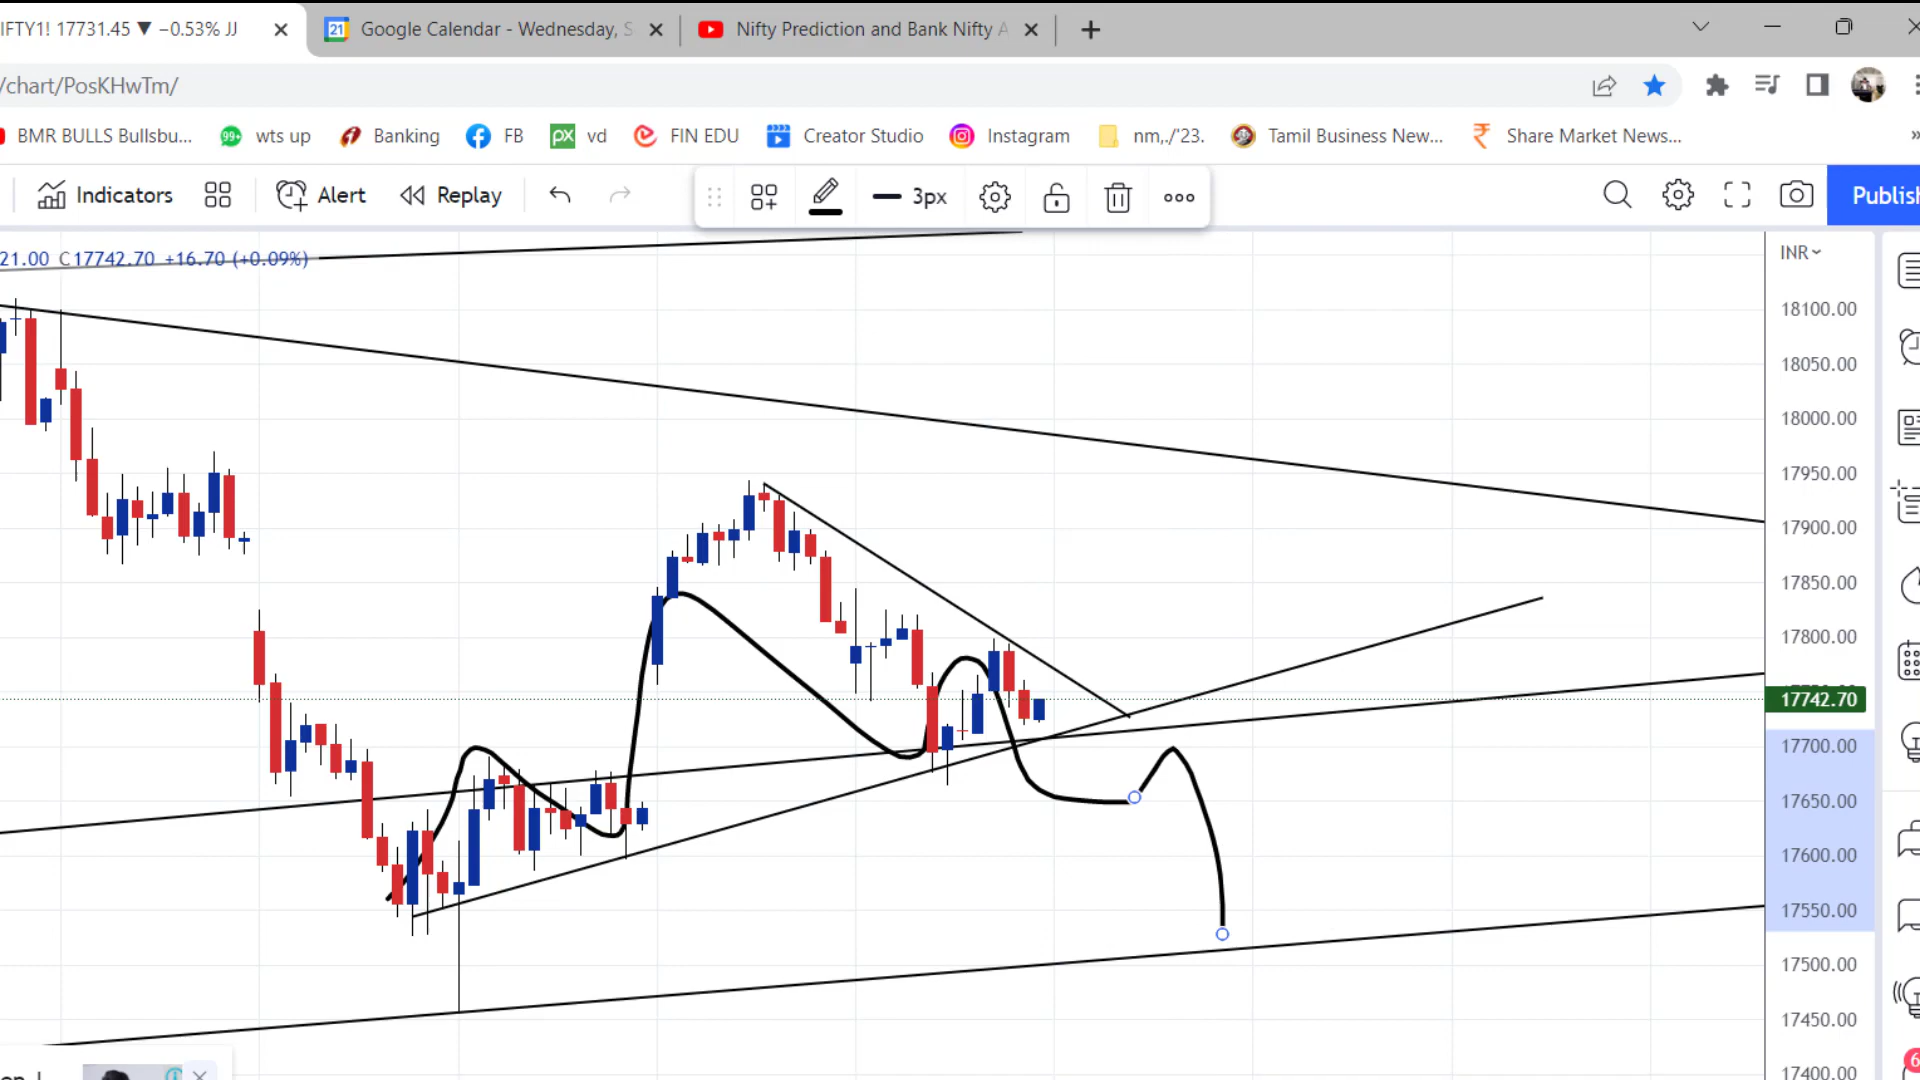 IFTY1! 17731.45 ▼ −0.53% JJ
Google Calendar - Wednesday, S
Nifty Prediction and Bank Nifty A
/chart/PosKHwTm/
BMR BULLS Bullsbu...
99+ wts up
Banking
FB
px vd
FIN EDU
Creator Studio
Instagram
nm,./'23.
Tamil Business New...
Share Market News...
»
Indicators
Alert
Replay
3px
Publish
21.00 C17742.70 +16.70 (+0.09%)
INR
18100.00
18050.00
18000.00
17950.00
17900.00
17850.00
17800.00
17742.70
17700.00
17650.00
17600.00
17550.00
17500.00
17450.00
17400.00
6